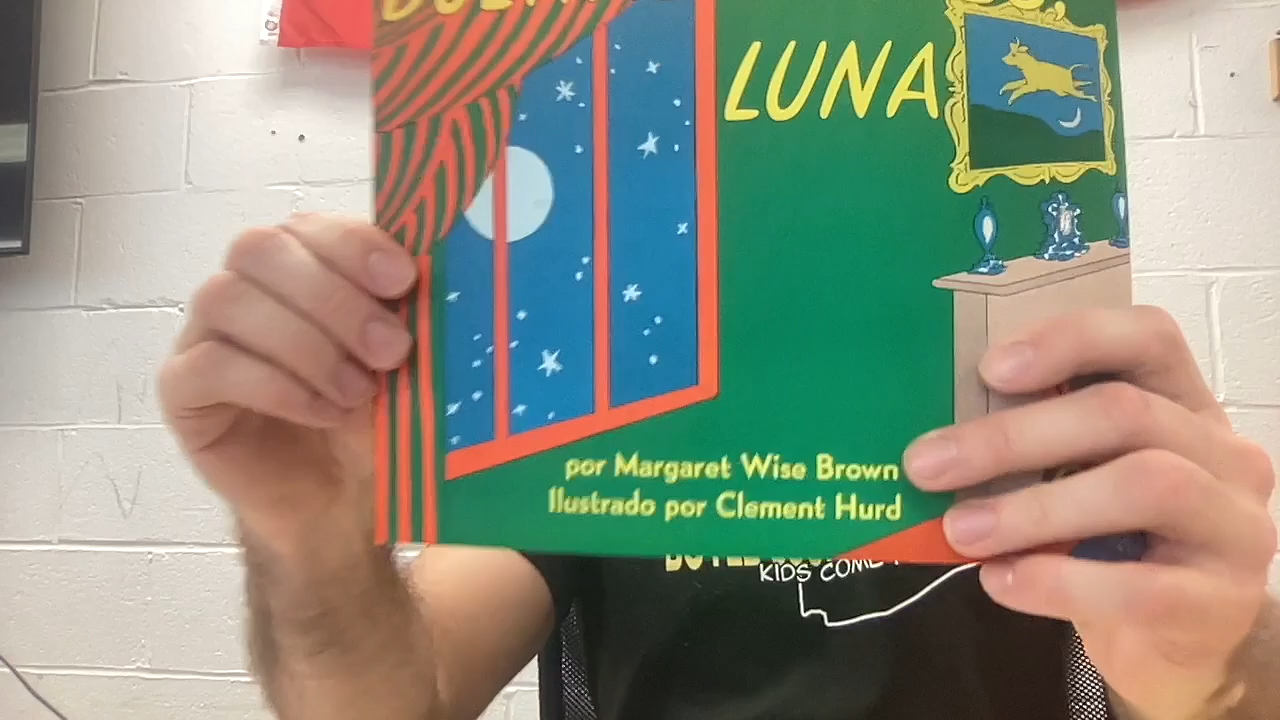 LUNA
por Margaret Wise Brown
Ilustrado por Clement Hurd
KIDS COME